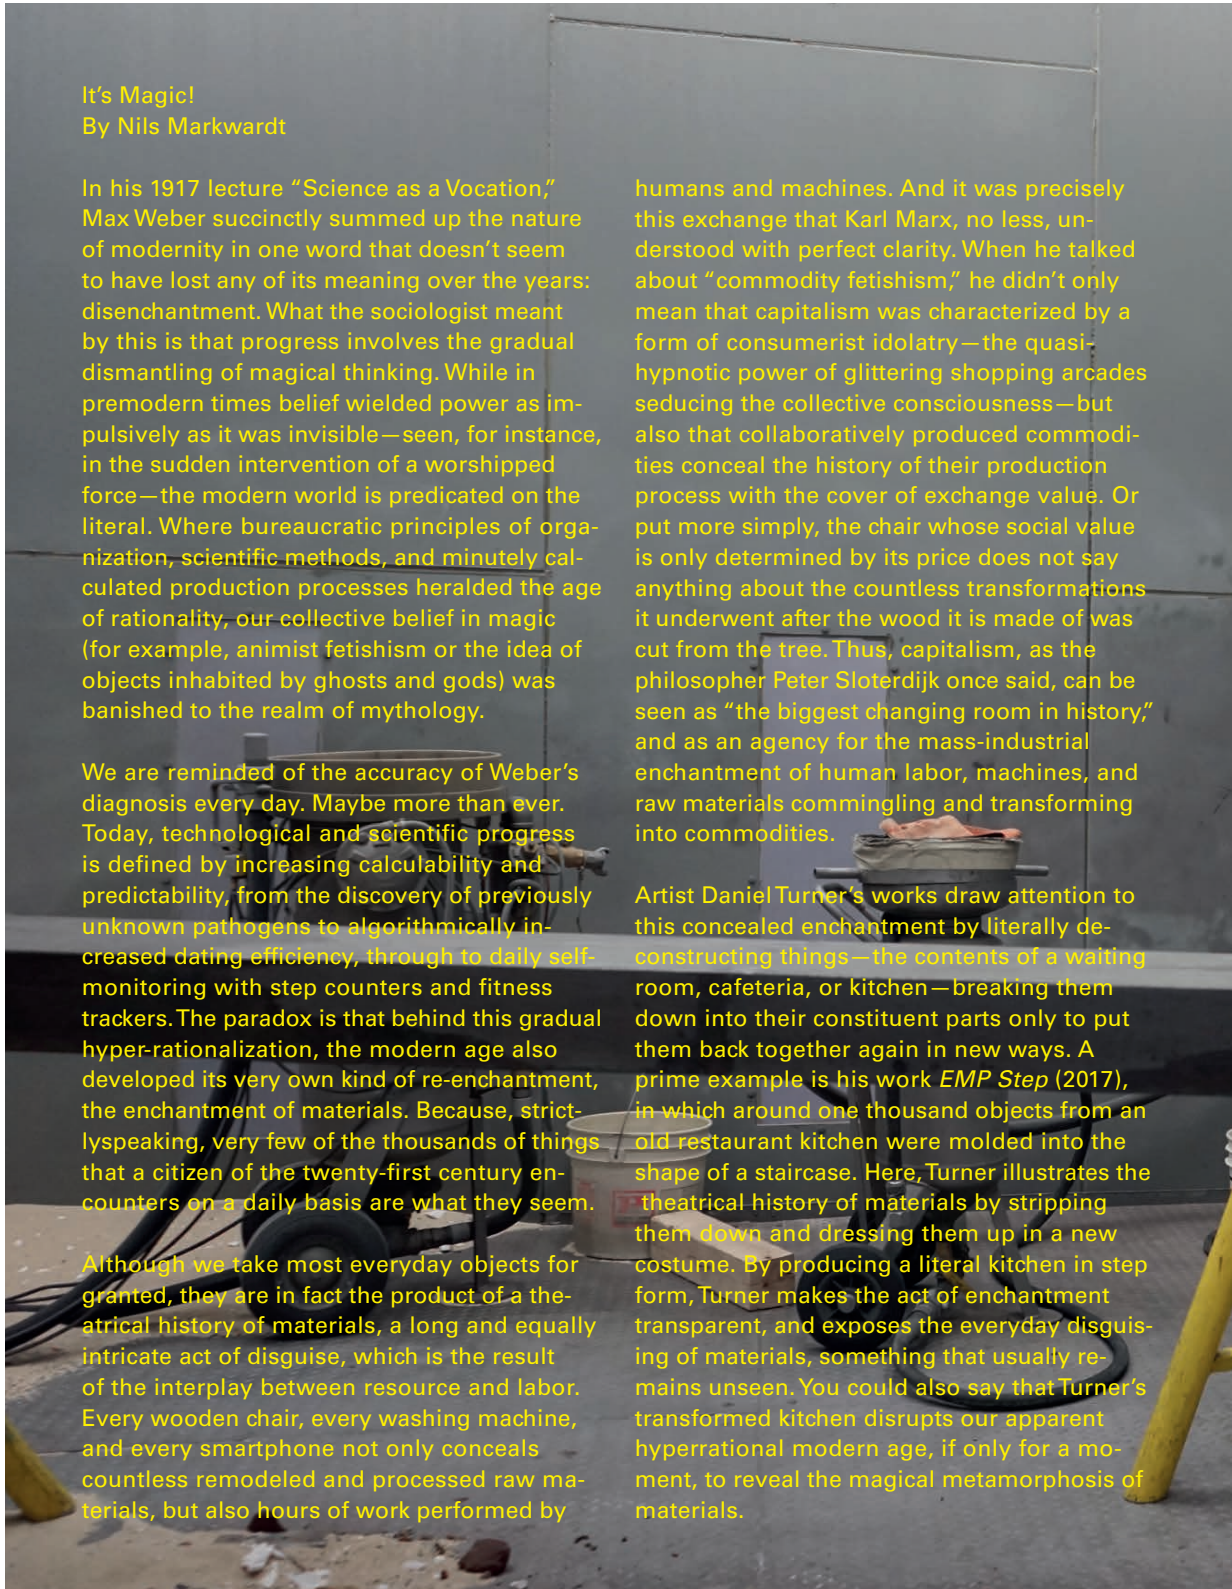 It’s Magic!
By Nils Markwardt
In his 1917 lecture “Science as a Vocation,”
Max Weber succinctly summed up the nature
of modernity in one word that doesn’t seem
to have lost any of its meaning over the years:
disenchantment. What the sociologist meant
by this is that progress involves the gradual
dismantling of magical thinking. While in
premodern times belief wielded power as im-
pulsively as it was invisible—seen, for instance,
in the sudden intervention of a worshipped
force—the modern world is predicated on the
literal. Where bureaucratic principles of orga-
nization, scientific methods, and minutely cal-
culated production processes heralded the age
of rationality, our collective belief in magic
(for example, animist fetishism or the idea of
objects inhabited by ghosts and gods) was
banished to the realm of mythology.
We are reminded of the accuracy of Weber’s
diagnosis every day. Maybe more than ever.
Today, technological and scientific progress
is defined by increasing calculability and
predictability, from the discovery of previously
unknown pathogens to algorithmically in-
creased dating efficiency, through to daily self-
monitoring with step counters and fitness
trackers. The paradox is that behind this gradual
hyper-rationalization, the modern age also
developed its very own kind of re-enchantment,
the enchantment of materials. Because, strict-
lyspeaking, very few of the thousands of things
that a citizen of the twenty-first century en-
counters on a daily basis are what they seem.
Although we take most everyday objects for
granted, they are in fact the product of a the-
atrical history of materials, a long and equally
intricate act of disguise, which is the result
of the interplay between resource and labor.
Every wooden chair, every washing machine,
and every smartphone not only conceals
countless remodeled and processed raw ma-
terials, but also hours of work performed by
humans and machines. And it was precisely
this exchange that Karl Marx, no less, un-
derstood with perfect clarity. When he talked
about “commodity fetishism,” he didn’t only
mean that capitalism was characterized by a
form of consumerist idolatry—the quasi-
hypnotic power of glittering shopping arcades
seducing the collective consciousness—but
also that collaboratively produced commodi-
ties conceal the history of their production
process with the cover of exchange value. Or
put more simply, the chair whose social value
is only determined by its price does not say
anything about the countless transformations
it underwent after the wood it is made of was
cut from the tree. Thus, capitalism, as the
philosopher Peter Sloterdijk once said, can be
seen as “the biggest changing room in history,”
and as an agency for the mass-industrial
enchantment of human labor, machines, and
raw materials commingling and transforming
into commodities.
Artist Daniel Turner’s works draw attention to
this concealed enchantment by literally de-
constructing things—the contents of a waiting
room, cafeteria, or kitchen—breaking them
down into their constituent parts only to put
them back together again in new ways. A
prime example is his work EMP Step (2017),
in which around one thousand objects from an
old restaurant kitchen were molded into the
shape of a staircase. Here, Turner illustrates the
theatrical history of materials by stripping
them down and dressing them up in a new
costume. By producing a literal kitchen in step
form, Turner makes the act of enchantment
transparent, and exposes the everyday disguis-
ing of materials, something that usually re-
mains unseen. You could also say that Turner’s
transformed kitchen disrupts our apparent
hyperrational modern age, if only for a mo-
ment, to reveal the magical metamorphosis of
materials.